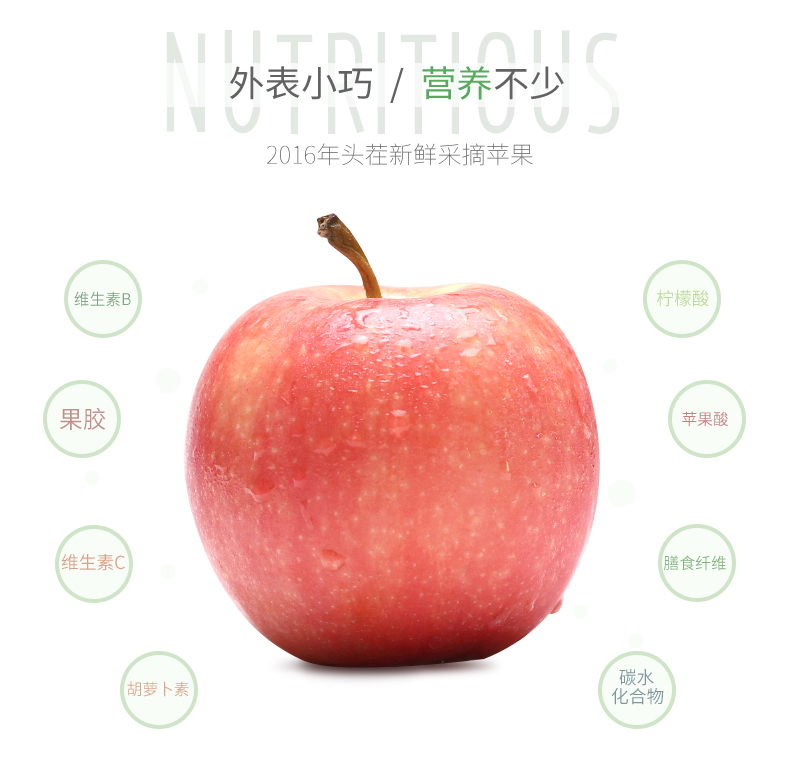 NUTRITIOUS
外表小巧 / 营养不少
2016年头茬新鲜采摘苹果
维生素B
柠檬酸
果胶
苹果酸
维生素C
膳食纤维
胡萝卜素
碳水
化合物